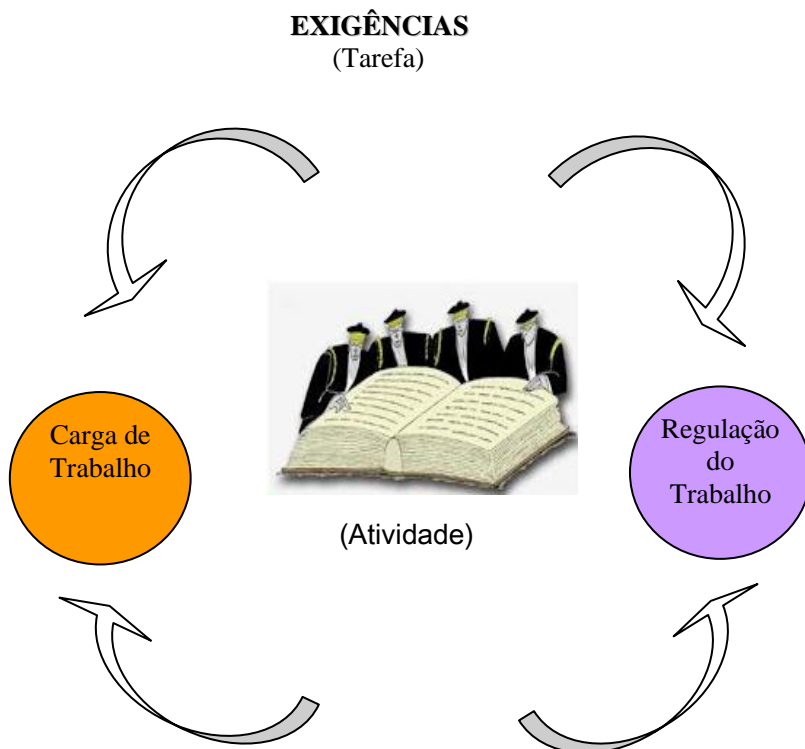 EXIGÊNCIAS
(Tarefa)
Carga de
Trabalho
Regulação
do
Trabalho
(Atividade)